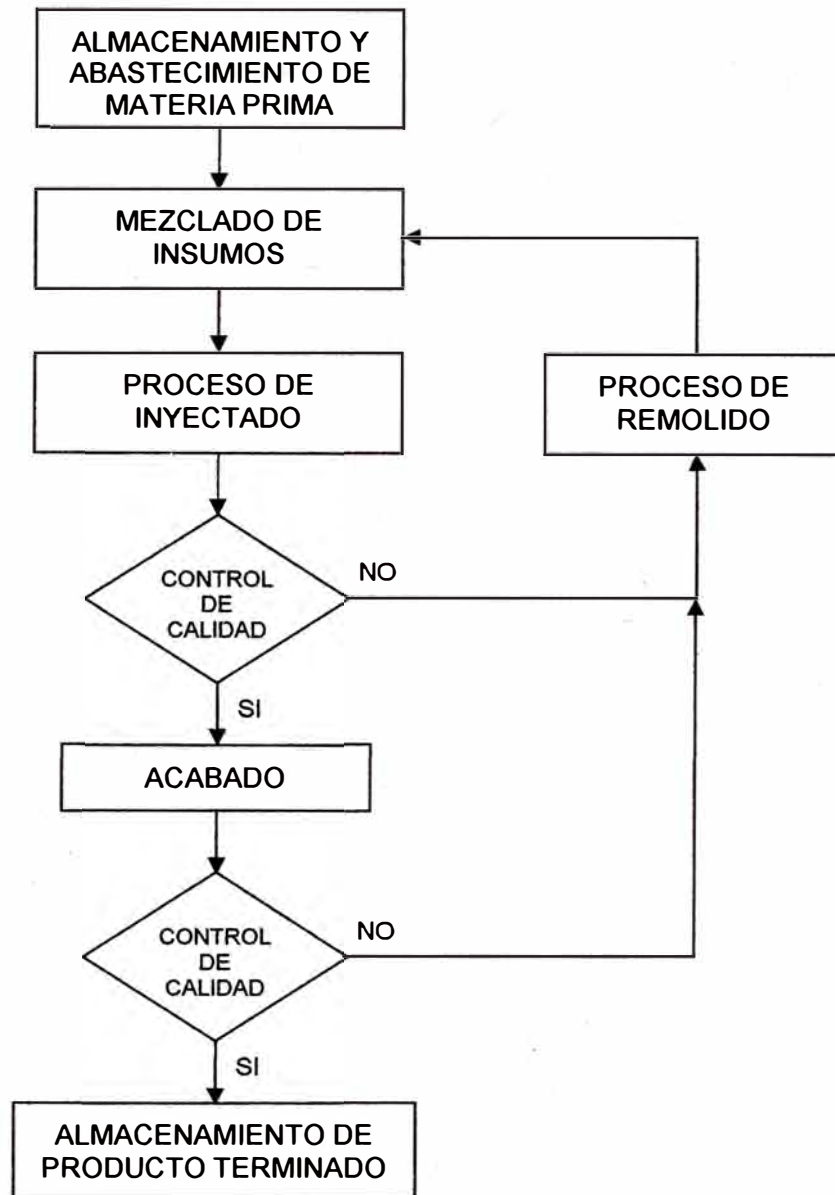 ALMACENAMIENTO Y
ABASTECIMIENTO DE
MATERIA PRIMA
MEZCLADO DE
INSUMOS
PROCESO DE
INYECTADO
PROCESO DE
REMOLIDO
CONTROL
DE
CALIDAD
NO
SI
ACABADO
CONTROL
DE
CALIDAD
NO
SI
ALMACENAMIENTO DE
PRODUCTO TERMINADO